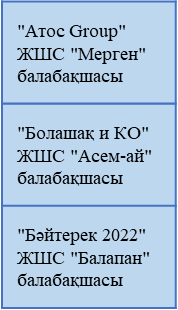 "Атос Group"
ЖШС "Мерген"
балабақшасы
"Болашақ и КО"
ЖШС "Асем-ай"
балабақшасы
"Бәйтерек 2022"
ЖШС "Балапан"
балабақшасы